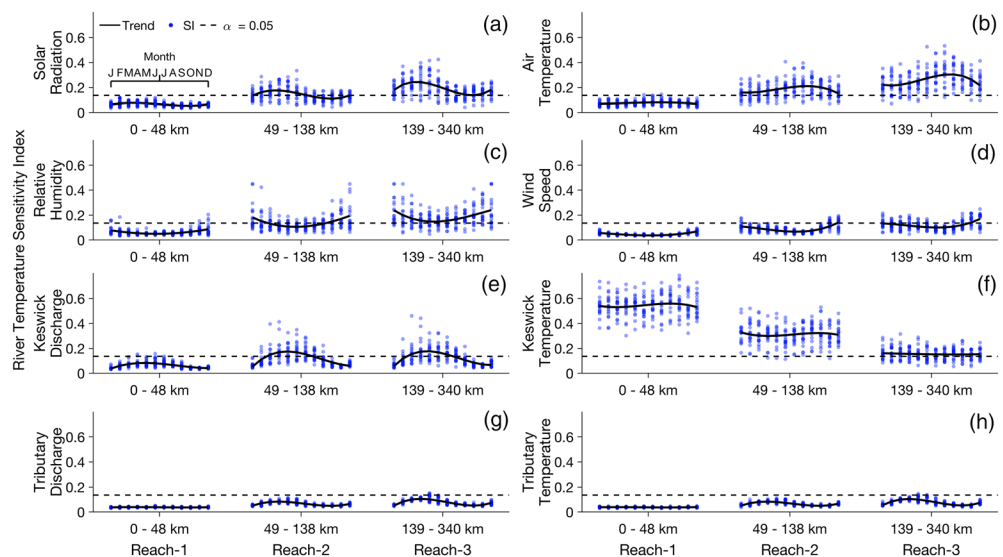 River Temperature Sensitivity Index
Trend SI α = 0.05
Month
J F M A M J J A S O N D
(a)
Solar
Radiation
0.6
0.4
0.2
0
0 - 48 km 49 - 138 km 139 - 340 km
(b)
Air
Temperature
0.6
0.4
0.2
0
0 - 48 km 49 - 138 km 139 - 340 km
(c)
Relative
Humidity
0.6
0.4
0.2
0
0 - 48 km 49 - 138 km 139 - 340 km
(d)
Wind
Speed
0.6
0.4
0.2
0
0 - 48 km 49 - 138 km 139 - 340 km
(e)
Keswick
Discharge
0.6
0.4
0.2
0
0 - 48 km 49 - 138 km 139 - 340 km
(f)
Keswick
Temperature
0.6
0.4
0.2
0
0 - 48 km 49 - 138 km 139 - 340 km
(g)
Tributary
Discharge
0.6
0.4
0.2
0
0 - 48 km 49 - 138 km 139 - 340 km
Reach-1 Reach-2 Reach-3
(h)
Tributary
Temperature
0.6
0.4
0.2
0
0 - 48 km 49 - 138 km 139 - 340 km
Reach-1 Reach-2 Reach-3